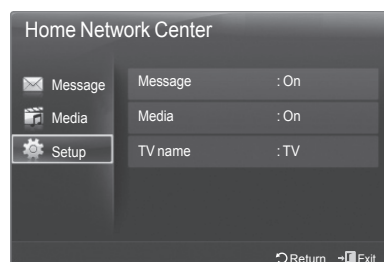 Home Network Center
Message
Media
Setup
Message : On
Media : On
TV name : TV
Return Exit